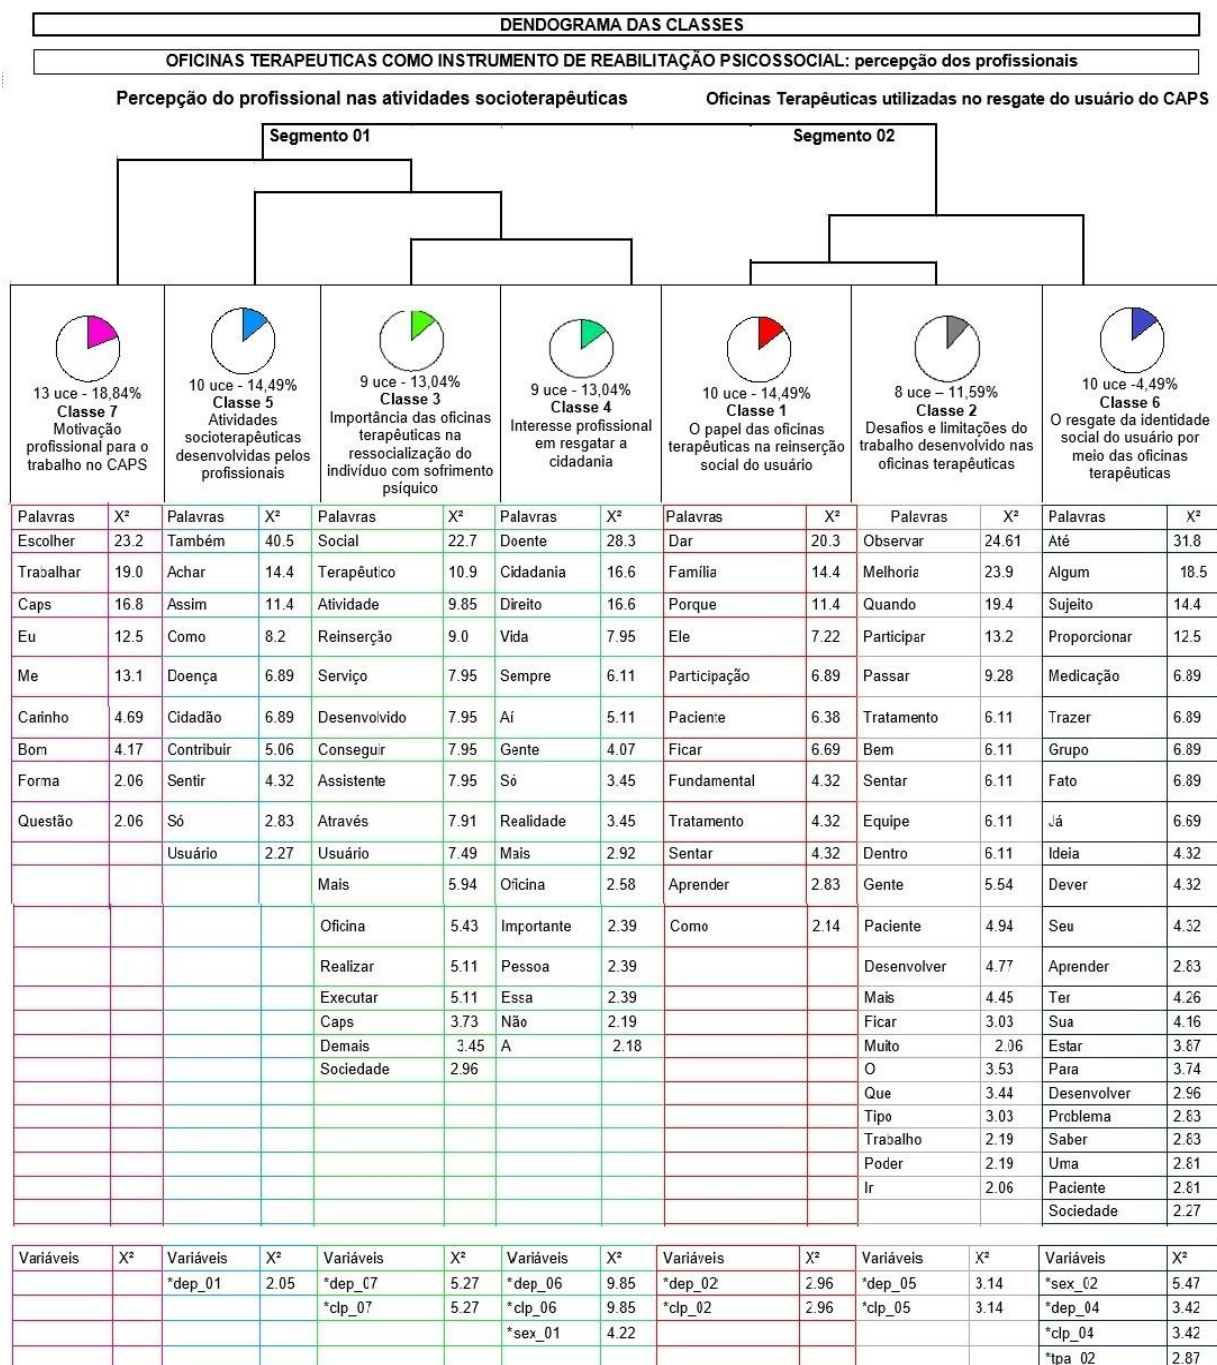 DENDOGRAMA DAS CLASSES
OFICINAS TERAPEUTICAS COMO INSTRUMENTO DE REABILITAÇÃO PSICOSSOCIAL: percepção dos profissionais
Percepção do profissional nas atividades socioterapêuticas Oficinas Terapêuticas utilizadas no resgate do usuário do CAPS
Segmento 01 Segmento 02
13 uce - 18,84%
Classe 7
Motivação
profissional para o
trabalho no CAPS
10 uce - 14,49%
Classe 5
Atividades
socioterapêuticas
desenvolvidas pelos
profissionais
9 uce - 13,04%
Classe 3
Importância das oficinas
terapêuticas na
ressocialização do
indivíduo com sofrimento
psíquico
9 uce - 13,04%
Classe 4
Interesse profissional
em resgatar a
cidadania
10 uce - 14,49%
Classe 1
O papel das oficinas
terapêuticas na reinserção
social do usuário
8 uce – 11,59%
Classe 2
Desafios e limitações do
trabalho desenvolvido nas
oficinas terapêuticas
10 uce -4,49%
Classe 6
O resgate da identidade
social do usuário por
meio das oficinas
terapêuticas
Palavras X² Palavras X² Palavras X² Palavras X² Palavras X² Palavras X² Palavras X²
Escolher 23.2 Também 40.5 Social 22.7 Doente 28.3 Dar 20.3 Observar 24.61 Até 31.8
Trabalhar 19.0 Achar 14.4 Terapêutico 10.9 Cidadania 16.6 Família 14.4 Melhoria 23.9 Algum 18.5
Caps 16.8 Assim 11.4 Atividade 9.85 Direito 16.6 Porque 11.4 Quando 19.4 Sujeito 14.4
Eu 12.5 Como 8.2 Reinserção 9.0 Vida 7.95 Ele 7.22 Participar 13.2 Proporcionar 12.5
Me 13.1 Doença 6.89 Serviço 7.95 Sempre 6.11 Participação 6.89 Passar 9.28 Medicação 6.89
Carinho 4.69 Cidadão 6.89 Desenvolvido 7.95 Aí 5.11 Paciente 6.38 Tratamento 6.11 Trazer 6.89
Bom 4.17 Contribuir 5.06 Conseguir 7.95 Gente 4.07 Ficar 6.69 Bem 6.11 Grupo 6.89
Forma 2.06 Sentir 4.32 Assistente 7.95 Só 3.45 Fundamental 4.32 Sentar 6.11 Fato 6.89
Questão 2.06 Só 2.83 Através 7.91 Realidade 3.45 Tratamento 4.32 Equipe 6.11 Já 6.69
Usuário 2.27 Usuário 7.49 Mais 2.92 Sentar 4.32 Dentro 6.11 Ideia 4.32
Mais 5.94 Oficina 2.58 Aprender 2.83 Gente 5.54 Dever 4.32
Oficina 5.43 Importante 2.39 Como 2.14 Paciente 4.94 Seu 4.32
Realizar 5.11 Pessoa 2.39 Desenvolver 4.77 Aprender 2.83
Executar 5.11 Essa 2.39 Mais 4.45 Ter 4.26
Caps 3.73 Não 2.19 Ficar 3.03 Sua 4.16
Demais 3.45 A 2.18 Muito 2.06 Estar 3.87
Sociedade 2.96 O 3.53 Para 3.74
Que 3.44 Desenvolver 2.96
Tipo 3.03 Problema 2.83
Trabalho 2.19 Saber 2.83
Poder 2.19 Uma 2.81
Ir 2.06 Paciente 2.81
Sociedade 2.27
Variáveis X² Variáveis X² Variáveis X² Variáveis X² Variáveis X² Variáveis X² Variáveis X²
*dep_01 2.05 *dep_07 5.27 *dep_06 9.85 *dep_02 2.96 *dep_05 3.14 *sex_02 5.47
*clp_07 5.27 *clp_06 9.85 *clp_02 2.96 *clp_05 3.14 *dep_04 3.42
*sex_01 4.22 *clp_04 3.42
*tpa_02 2.87